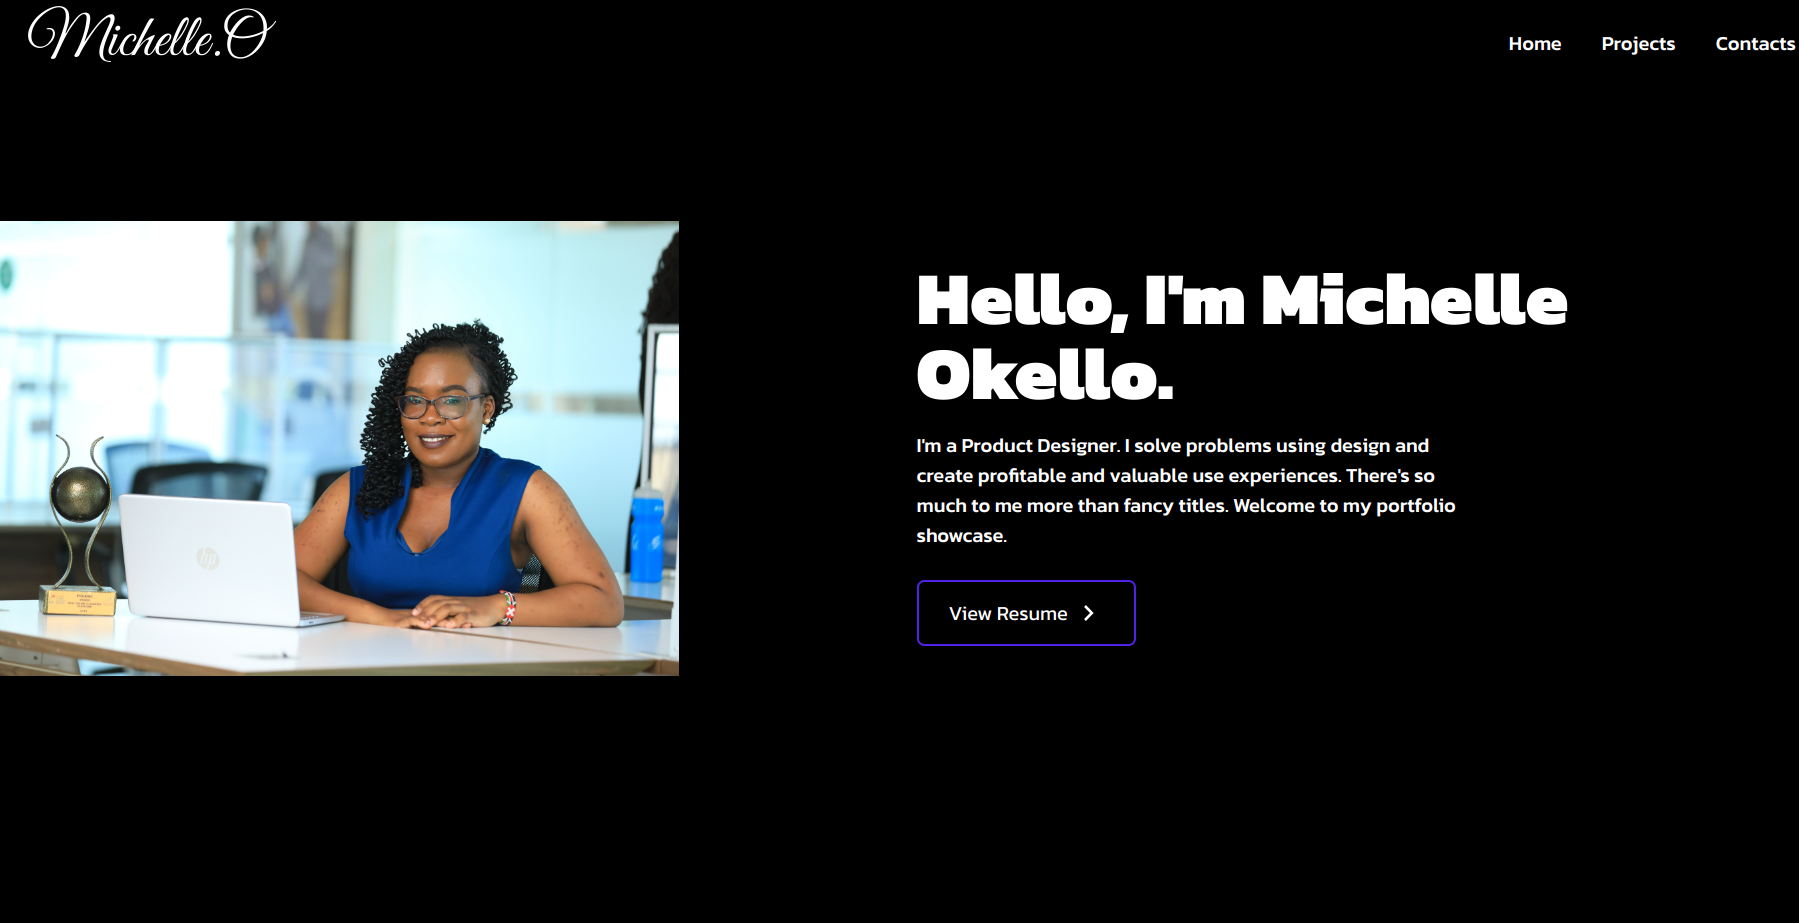 Michelle.O
Home Projects Contacts
Hello, I'm Michelle
Okello.
I'm a Product Designer. I solve problems using design and
create profitable and valuable use experiences. There's so
much to me more than fancy titles. Welcome to my portfolio
showcase.
View Resume
hp